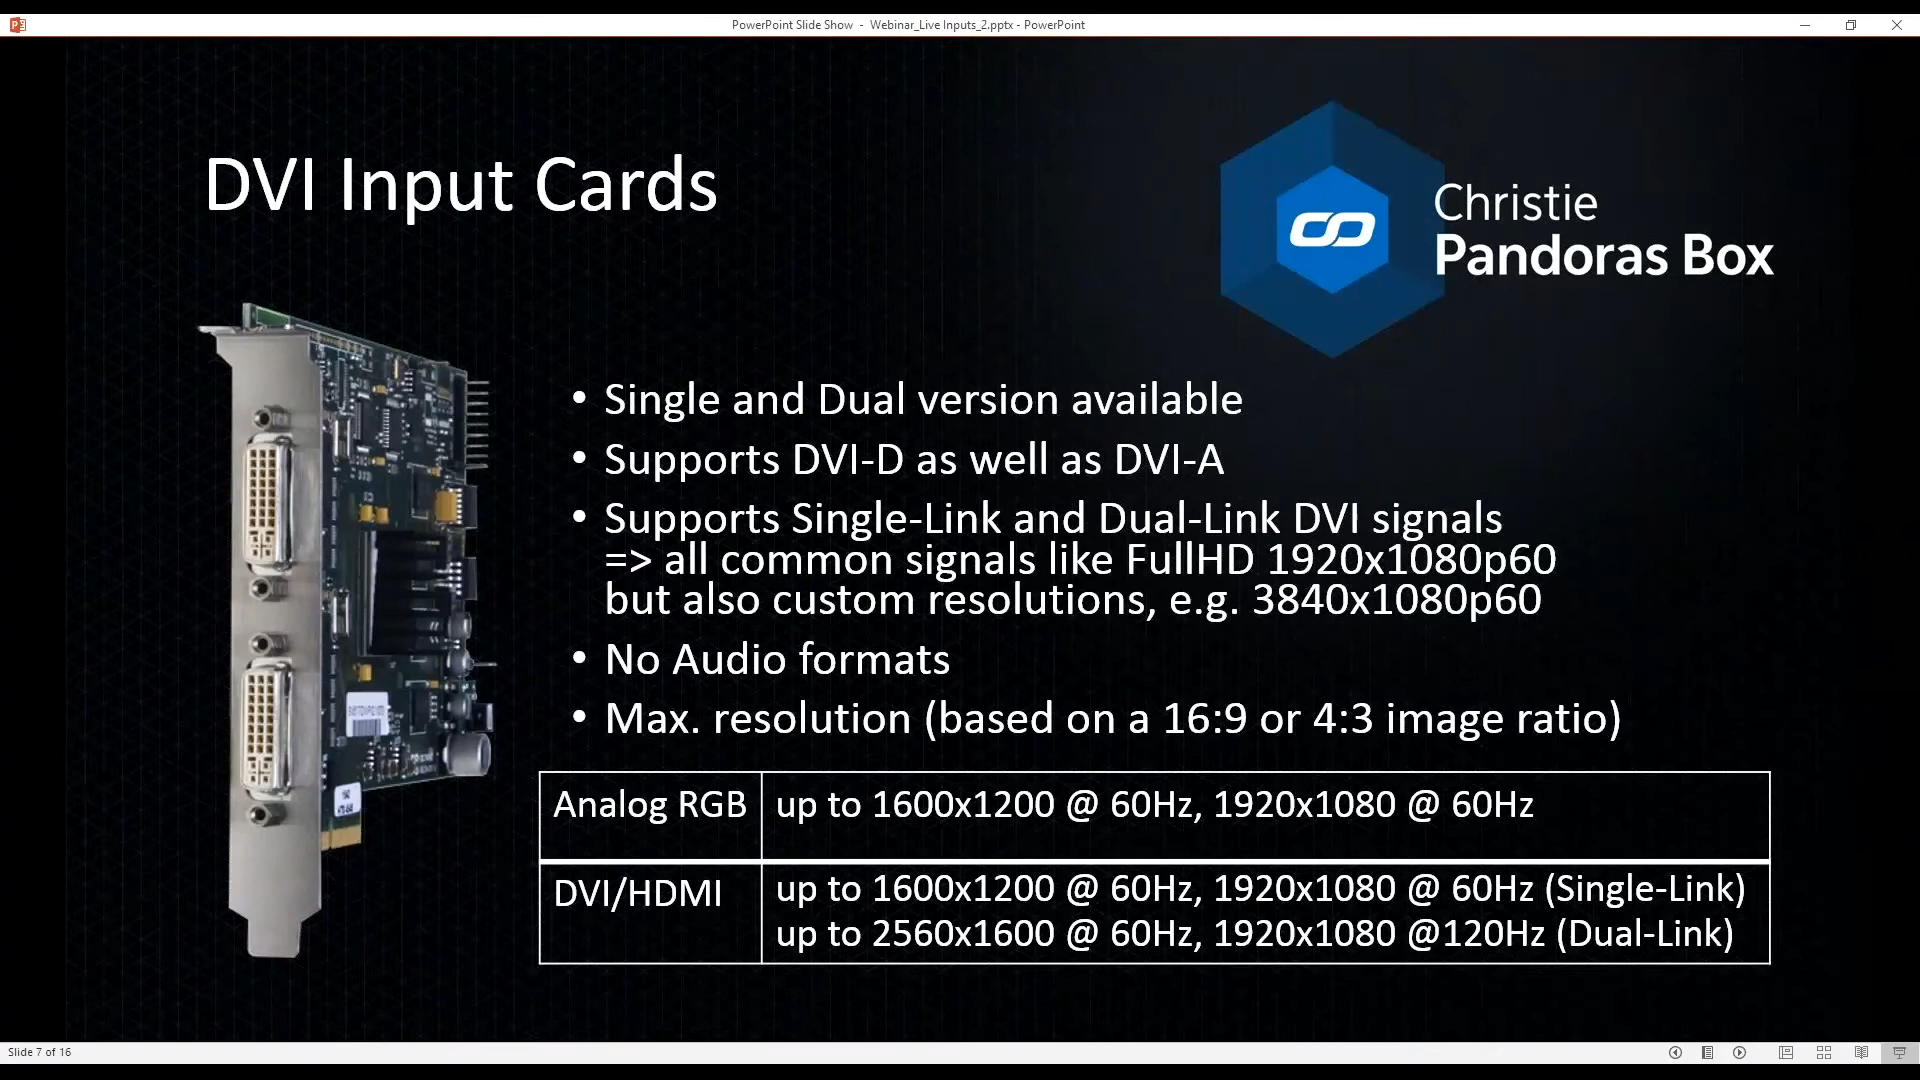 PowerPoint Slide Show - Webinar_Live Inputs_2.pptx - PowerPoint
DVI Input Cards
Christie
Pandoras Box
• Single and Dual version available
• Supports DVI-D as well as DVI-A
• Supports Single-Link and Dual-Link DVI signals
=> all common signals like FullHD 1920x1080p60
but also custom resolutions, e.g. 3840x1080p60
• No Audio formats
• Max. resolution (based on a 16:9 or 4:3 image ratio)
Analog RGB up to 1600x1200 @ 60Hz, 1920x1080 @ 60Hz
DVI/HDMI up to 1600x1200 @ 60Hz, 1920x1080 @ 60Hz (Single-Link)
up to 2560x1600 @ 60Hz, 1920x1080 @120Hz (Dual-Link)
Slide 7 of 16